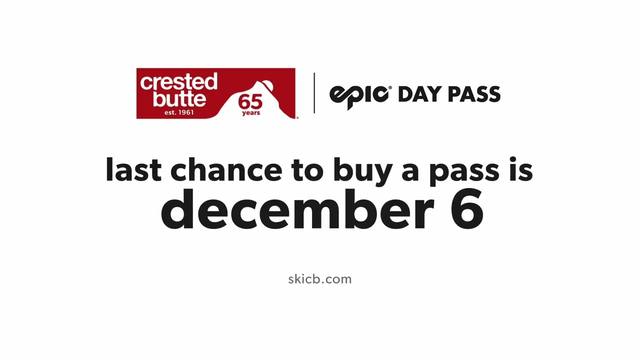 crested
butte
est. 1961
65
years
epic® DAY PASS
last chance to buy a pass is
december 6
skicb.com